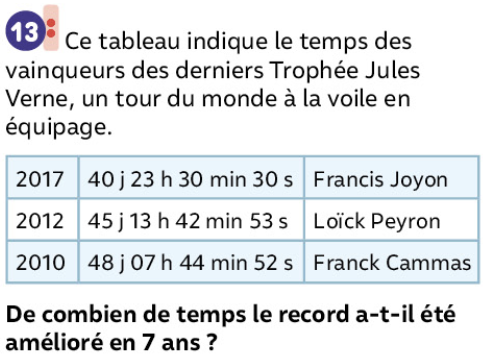 13 Ce tableau indique le temps des
vainqueurs des derniers Trophée Jules
Verne, un tour du monde à la voile en
équipage.
2017 40 j 23 h 30 min 30 s Francis Joyon
2012 45 j 13 h 42 min 53 s Loïck Peyron
2010 48 j 07 h 44 min 52 s Franck Cammas
De combien de temps le record a-t-il été
amélioré en 7 ans ?